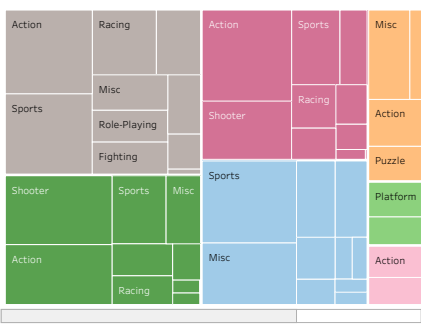 Action
Racing
Misc
Sports
Role-Playing
Fighting
Action
Sports
Racing
Shooter
Misc
Action
Puzzle
Shooter
Sports
Misc
Action
Racing
Sports
Misc
Platform
Action